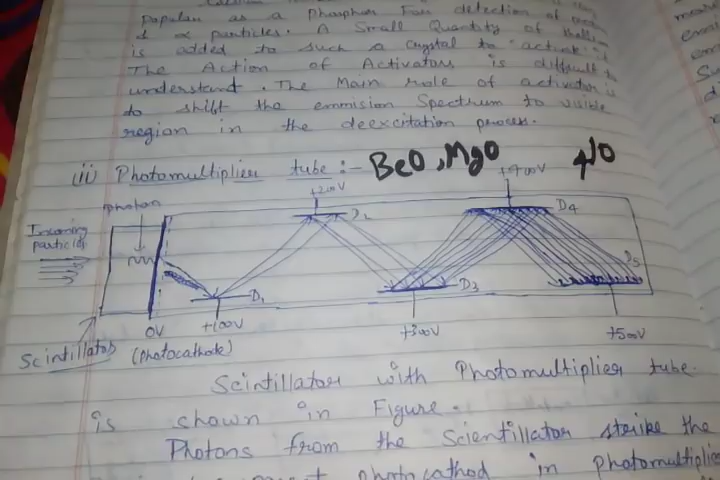 popular as a Phosphor For detection of
& α particles. A Small Quantity of
is added to such a crystal to activate it
The Action of Activators is difficult to
understand. The Main role of activator is
to shift the emmision Spectrum to visible
region in the deexcitation process.
(ii) Photomultiplier tube :- BeO, MgO
photon
+200V
+400V
Incoming
particles
D2
D4
D5
D1
D3
0V
+100V
+300V
+500V
Scintillator
(photocathode)
Scintillator with Photomultiplier tube
is shown in Figure.
Photons from the Scientillator strike the
photocathod in photomultiplier